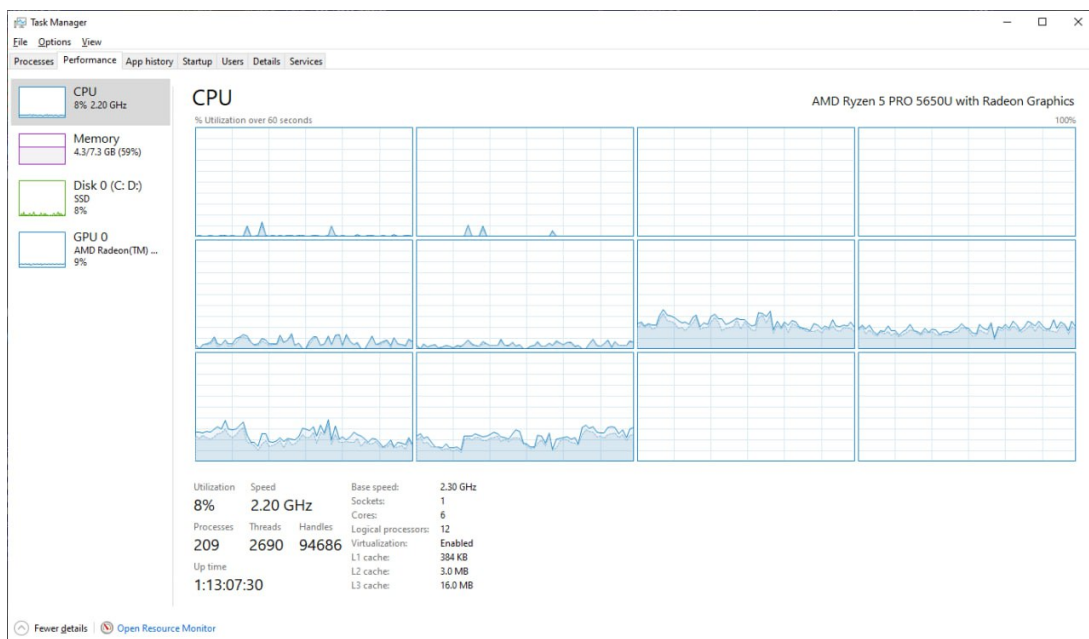 Task Manager
File Options View
Processes Performance App history Startup Users Details Services
CPU
8% 2.20 GHz
Memory
4.3/7.3 GB (59%)
Disk 0 (C: D:)
SSD
8%
GPU 0
AMD Radeon(TM) ...
9%
CPU
AMD Ryzen 5 PRO 5650U with Radeon Graphics
% Utilization over 60 seconds
100%
Utilization Speed
8% 2.20 GHz
Processes Threads Handles
209 2690 94686
Up time
1:13:07:30
Base speed: 2.30 GHz
Sockets: 1
Cores: 6
Logical processors: 12
Virtualization: Enabled
L1 cache: 384 KB
L2 cache: 3.0 MB
L3 cache: 16.0 MB
Fewer details
Open Resource Monitor